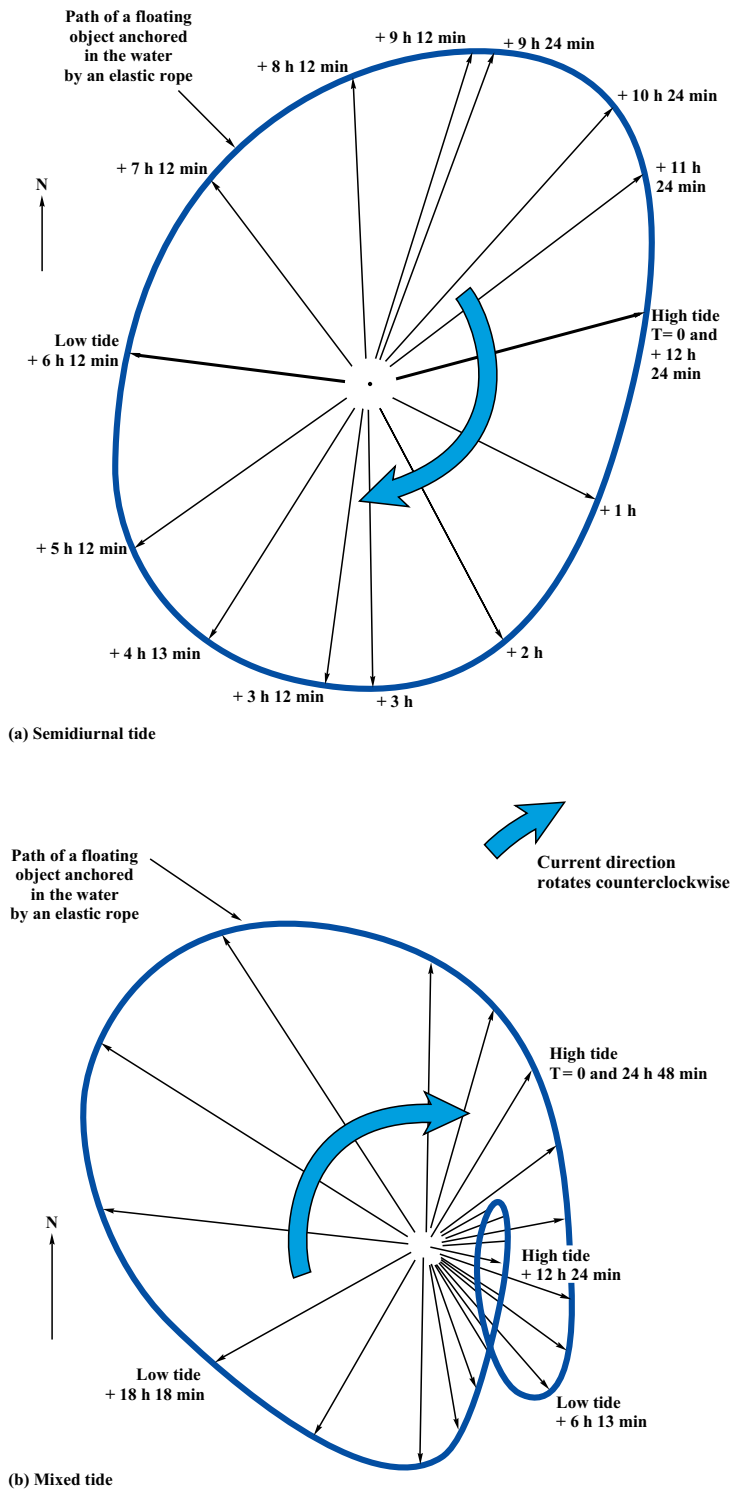 Path of a floating
object anchored
in the water
by an elastic rope
+ 9 h 12 min
+ 9 h 24 min
+ 8 h 12 min
+ 10 h 24 min
+ 7 h 12 min
+ 11 h
24 min
N
Low tide
+ 6 h 12 min
High tide
T= 0 and
+ 12 h
24 min
+ 1 h
+ 5 h 12 min
+ 4 h 13 min
+ 2 h
+ 3 h 12 min
+ 3 h
(a) Semidiurnal tide
Current direction
rotates counterclockwise
Path of a floating
object anchored
in the water
by an elastic rope
High tide
T= 0 and 24 h 48 min
N
High tide
+ 12 h 24 min
Low tide
+ 18 h 18 min
Low tide
+ 6 h 13 min
(b) Mixed tide